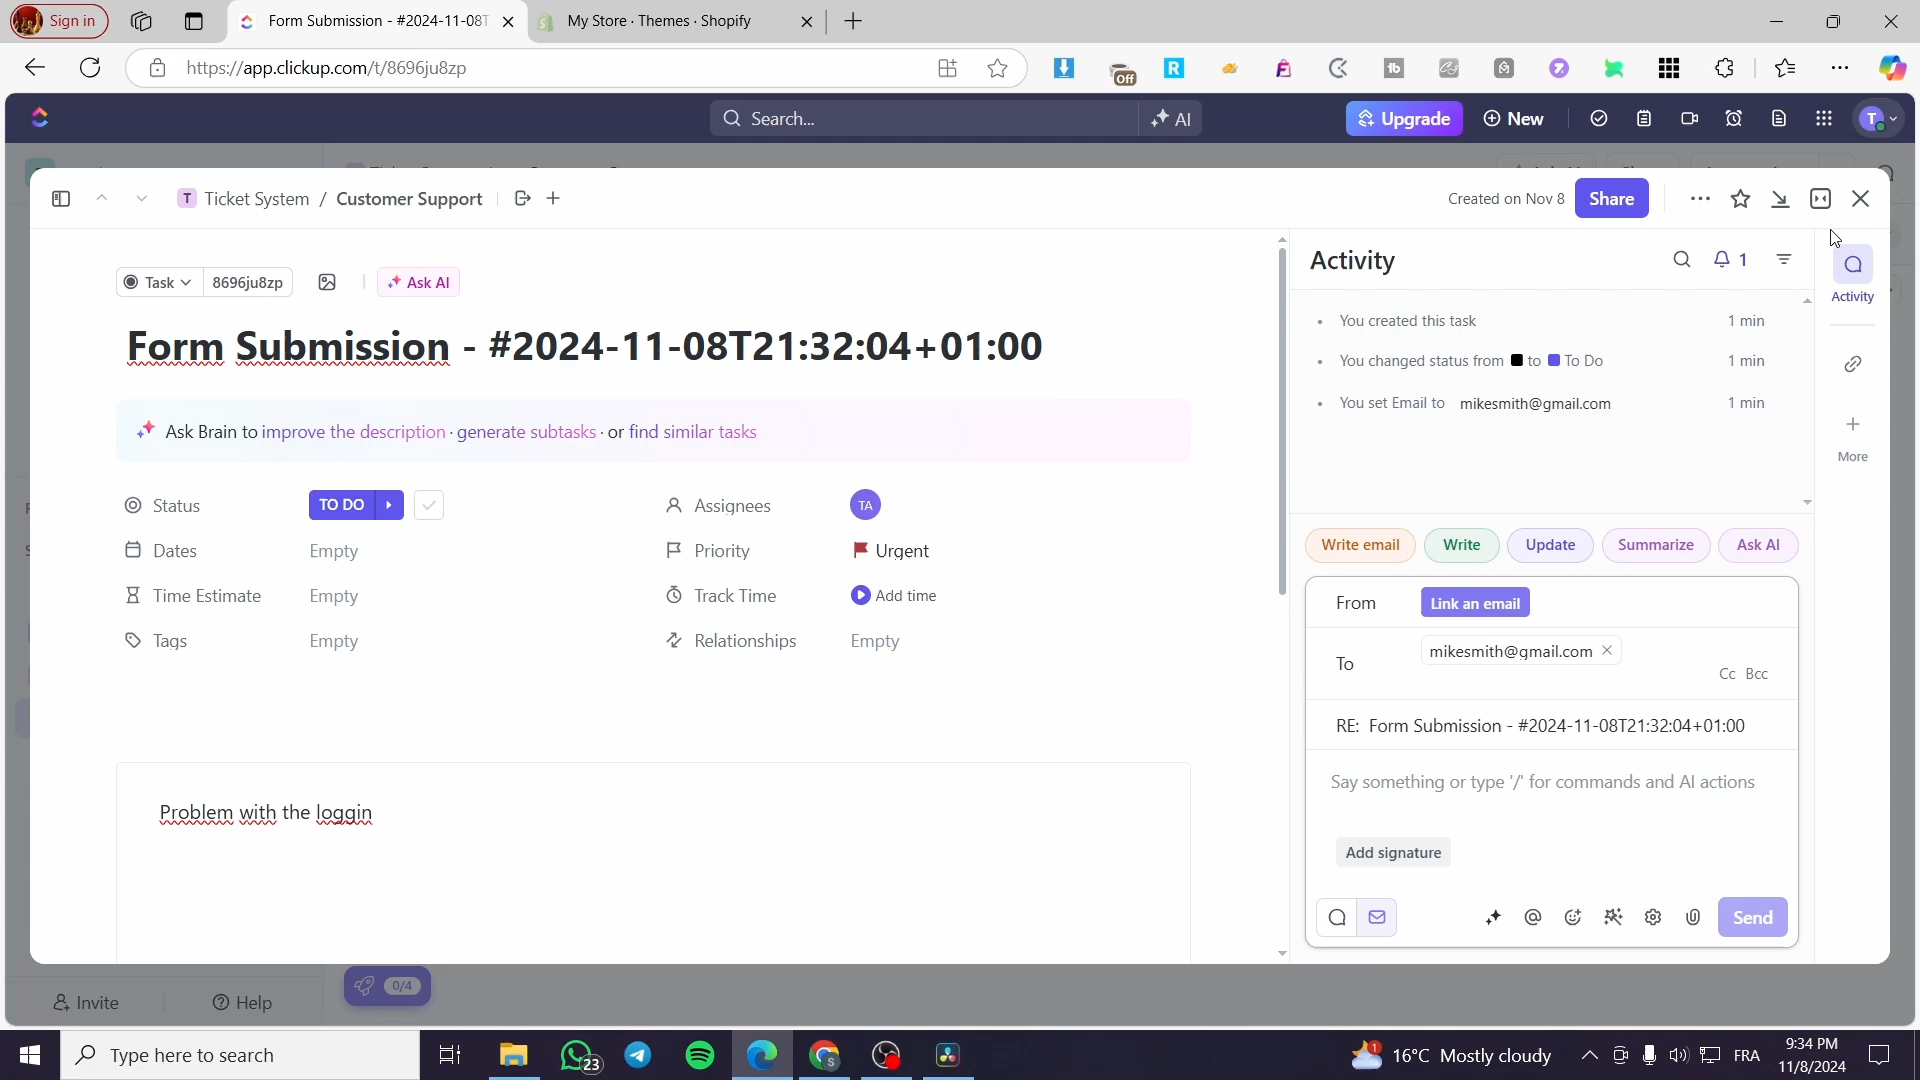 Sign in
Form Submission - #2024-11-08T
My Store · Themes · Shopify
https://app.clickup.com/t/8696ju8zp
Off
Search...
AI
Upgrade
New
T
T Ticket System / Customer Support
Created on Nov 8
Share
Task
8696ju8zp
Ask AI
Form Submission - #2024-11-08T21:32:04+01:00
Ask Brain to improve the description · generate subtasks · or find similar tasks
Status
TO DO
Assignees
TA
Dates
Empty
Priority
Urgent
Time Estimate
Empty
Track Time
Add time
Tags
Empty
Relationships
Empty
Problem with the loggin
Activity
1
Activity
More
You created this task
1 min
You changed status from to To Do
1 min
You set Email to mikesmith@gmail.com
1 min
Write email
Write
Update
Summarize
Ask AI
From
Link an email
To
mikesmith@gmail.com
Cc Bcc
RE: Form Submission - #2024-11-08T21:32:04+01:00
Say something or type '/' for commands and AI actions
Add signature
Send
Invite
Help
0/4
Type here to search
23
1
16°C Mostly cloudy
FRA
9:34 PM
11/8/2024